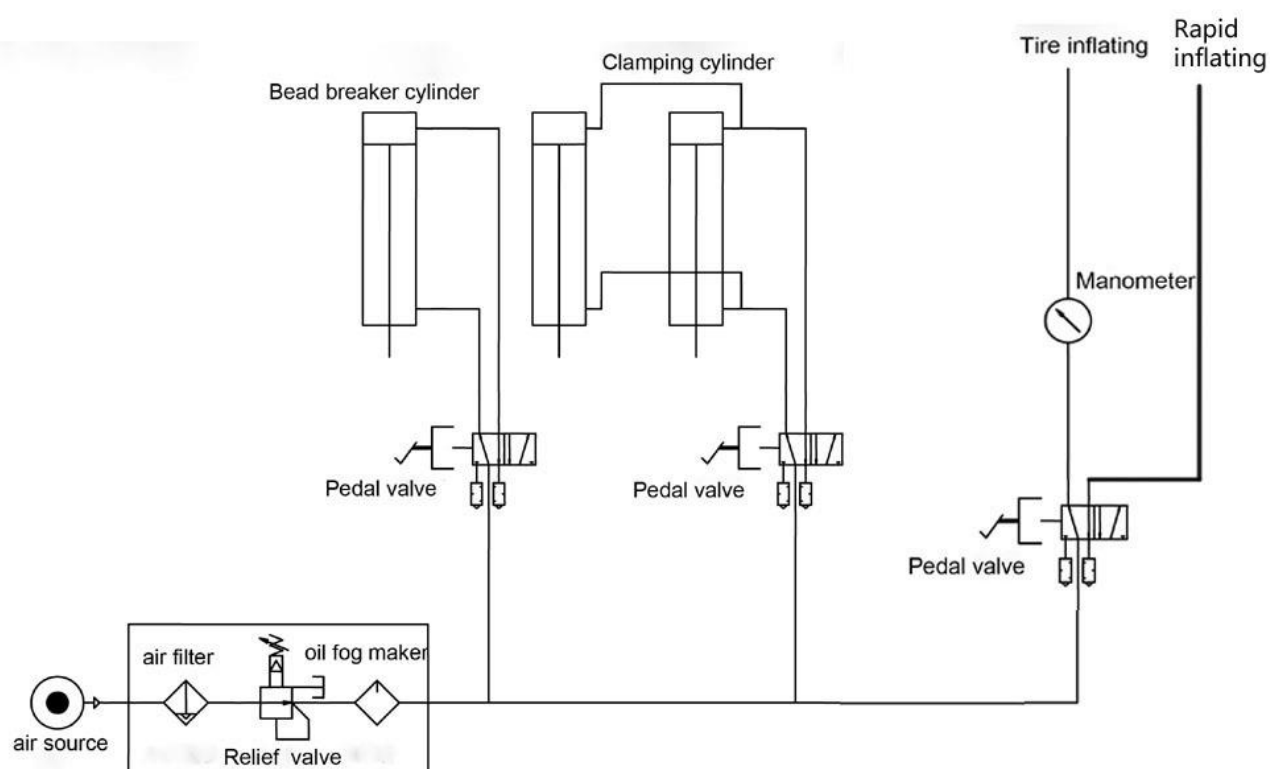 Rapid
inflating
Tire inflating
Clamping cylinder
Bead breaker cylinder
Manometer
Pedal valve
Pedal valve
Pedal valve
air filter
oil fog maker
air source
Relief valve